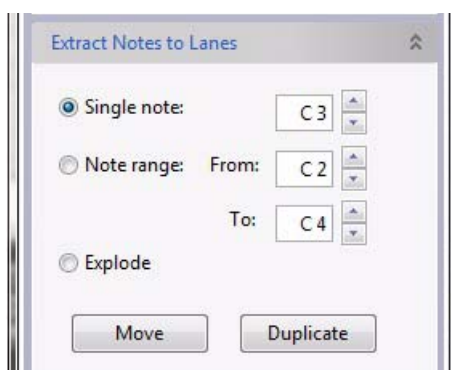 Extract Notes to Lanes
Single note: C 3
Note range: From: C 2
To: C 4
Explode
Move Duplicate